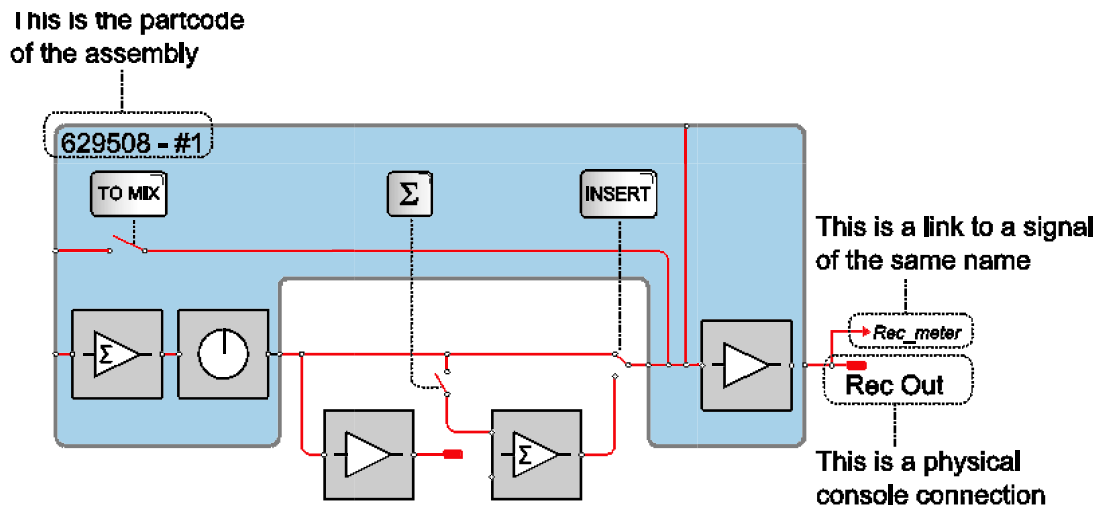 This is the partcode
of the assembly
629508 - #1
TO MIX
Σ
INSERT
This is a link to a signal
of the same name
Σ
Rec_meter
Rec Out
Σ
This is a physical
console connection